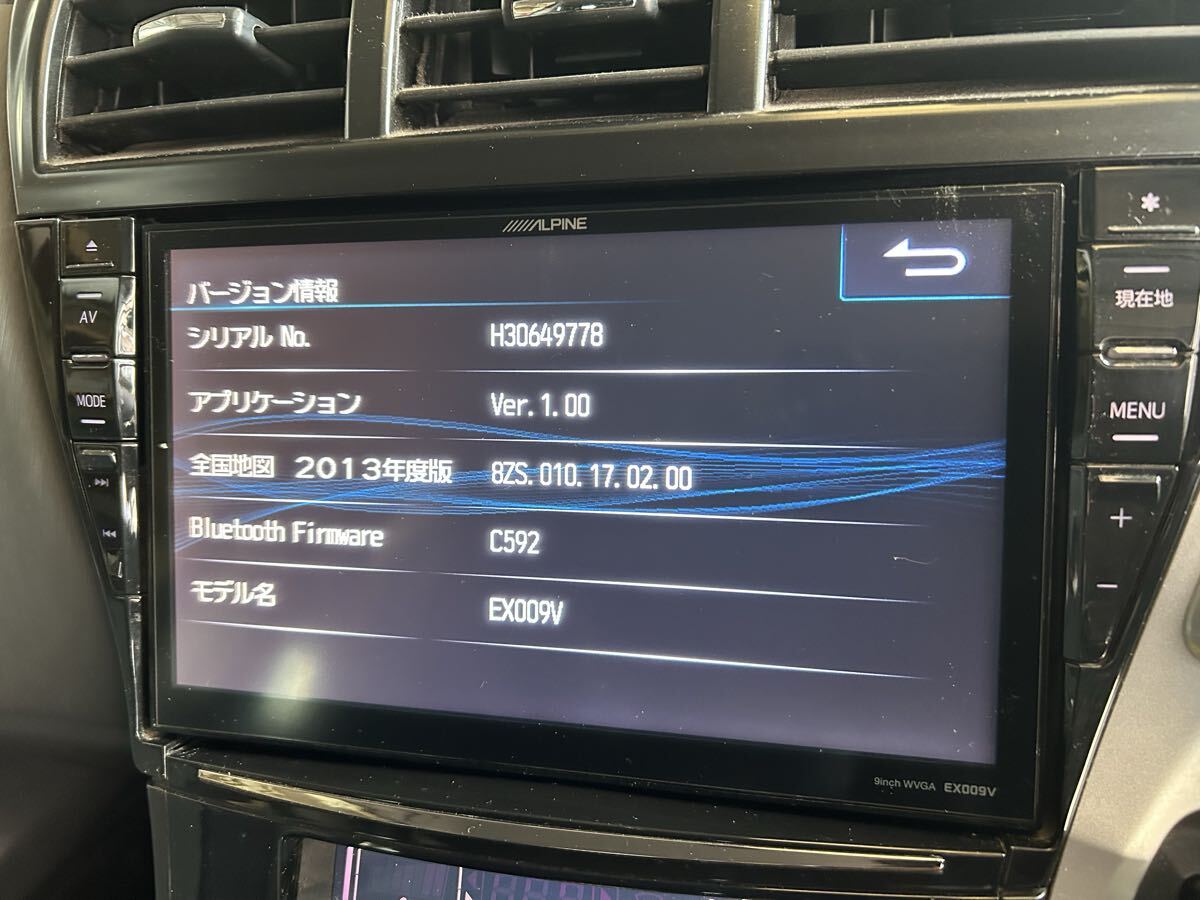 ALPINE
バージョン情報
シリアル No. H30649778
アプリケーション Ver.1.00
全国地図 2013年度版 8ZS.010.17.02.00
Bluetooth Firmware C592
モデル名 EX009V
AV
MODE
現在地
MENU
+
-
9inch WVGA EX009V